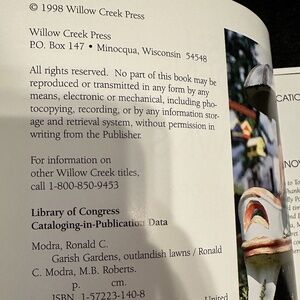 © 1998 Willow Creek Press
Willow Creek Press
P.O. Box 147 • Minocqua, Wisconsin 54548
All rights reserved. No part of this book may be
reproduced or transmitted in any form by any
means, electronic or mechanical, including pho-
tocopying, recording, or by any information stor-
age and retrieval system, without permission in
writing from the Publisher.
For information on
other Willow Creek titles,
call 1-800-850-9453
Library of Congress
Cataloging-in-Publication Data
Modra, Ronald C.
Garish Gardens, outlandish lawns / Ronald
C. Modra, M.B. Roberts.
p. cm.
ISBN 1-57223-140-8
United